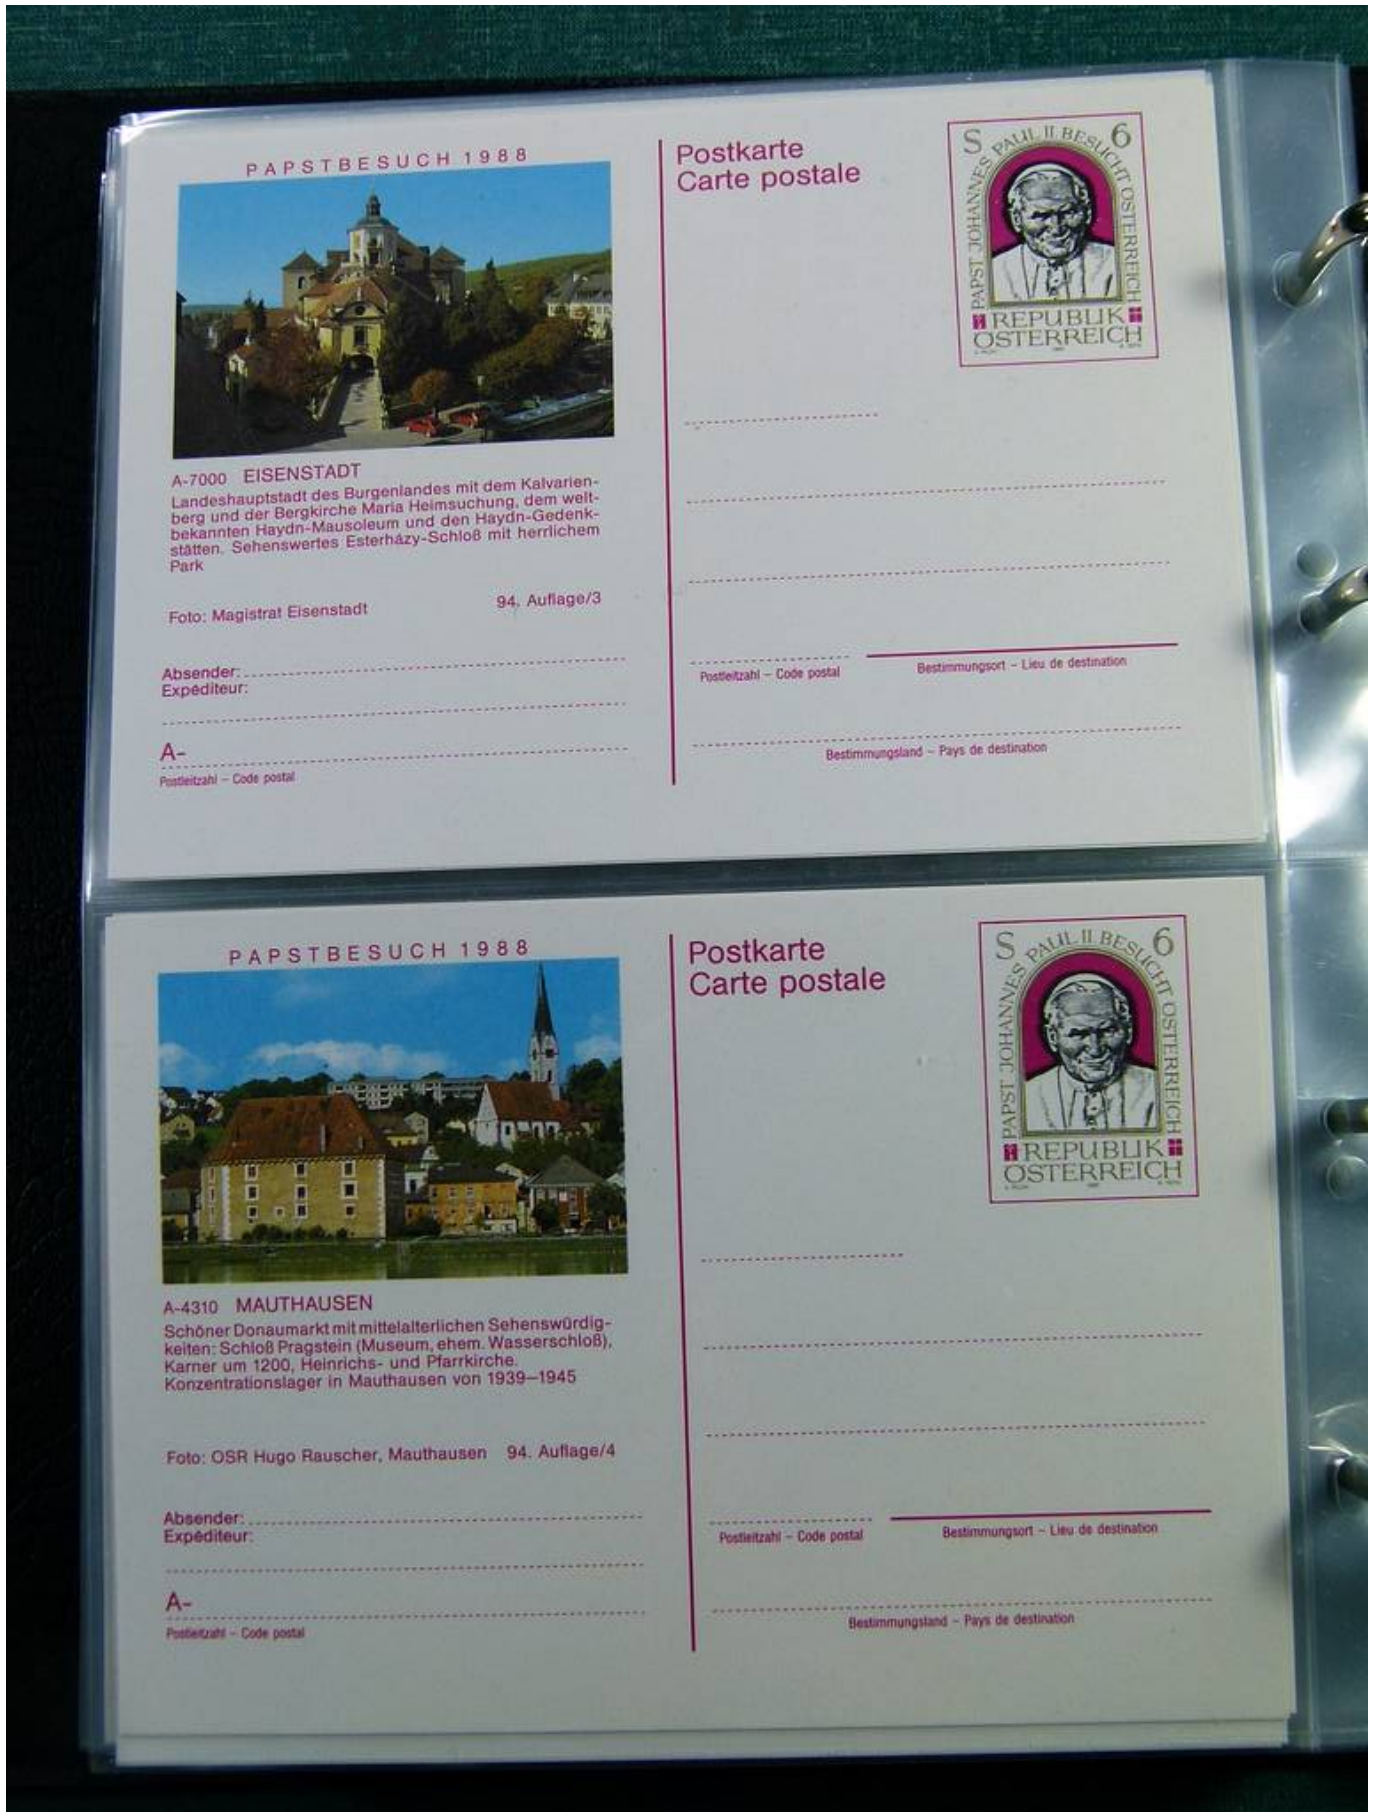 PAPSTBESUCH 1988
A-7000 EISENSTADT
Landeshauptstadt des Burgenlandes mit dem Kalvarien-
berg und der Bergkirche Maria Heimsuchung, dem welt-
bekannten Haydn-Mausoleum und den Haydn-Gedenk-
stätten. Sehenswertes Esterházy-Schloß mit herrlichem
Park
Foto: Magistrat Eisenstadt 94. Auflage/3
Absender:
Expéditeur:
A-
Postleitzahl – Code postal
Postkarte
Carte postale
S 6
PAPST JOHANNES PAUL II BESUCHT ÖSTERREICH
REPUBLIK
ÖSTERREICH
Postleitzahl – Code postal
Bestimmungsort – Lieu de destination
Bestimmungsland – Pays de destination
PAPSTBESUCH 1988
A-4310 MAUTHAUSEN
Schöner Donaumarkt mit mittelalterlichen Sehenswürdig-
keiten: Schloß Pragstein (Museum, ehem. Wasserschloß),
Karner um 1200, Heinrichs- und Pfarrkirche.
Konzentrationslager in Mauthausen von 1939–1945
Foto: OSR Hugo Rauscher, Mauthausen 94. Auflage/4
Absender:
Expéditeur:
A-
Postleitzahl – Code postal
Postkarte
Carte postale
S 6
PAPST JOHANNES PAUL II BESUCHT ÖSTERREICH
REPUBLIK
ÖSTERREICH
Postleitzahl – Code postal
Bestimmungsort – Lieu de destination
Bestimmungsland – Pays de destination